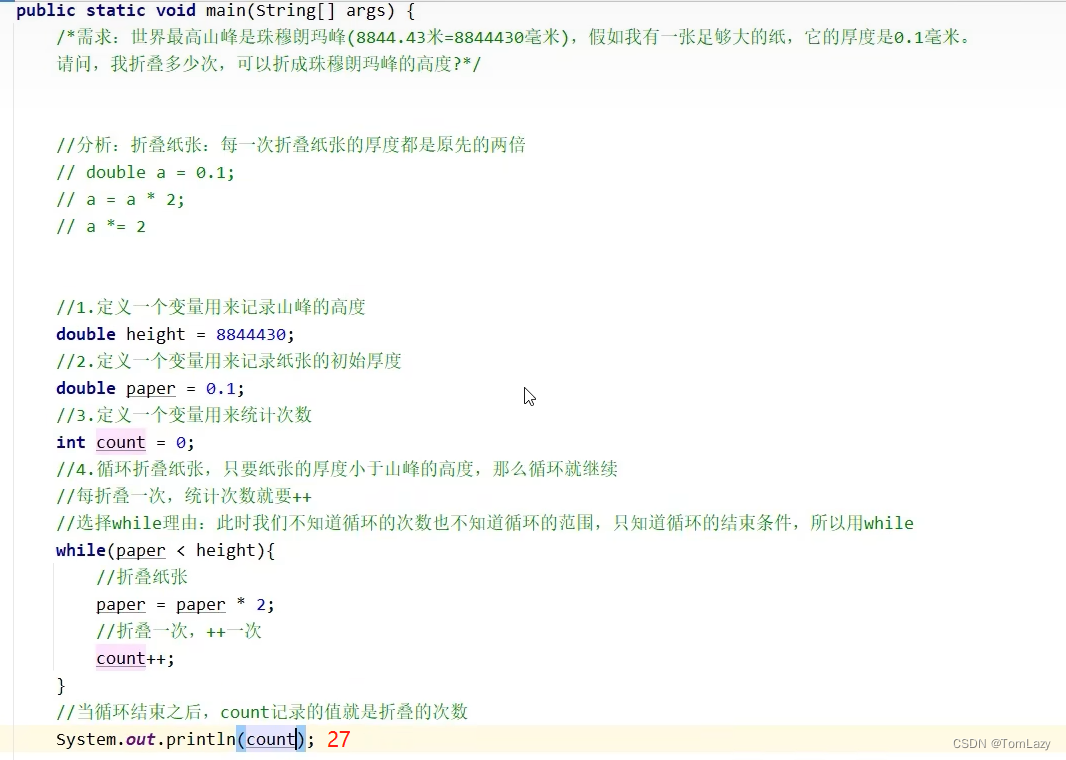 public static void main(String[] args) {
/*需求：世界最高山峰是珠穆朗玛峰(8844.43米=8844430毫米)，假如我有一张足够大的纸，它的厚度是0.1毫米。
请问，我折叠多少次，可以折成珠穆朗玛峰的高度?*/
//分析：折叠纸张：每一次折叠纸张的厚度都是原先的两倍
// double a = 0.1;
// a = a * 2;
// a *= 2
//1.定义一个变量用来记录山峰的高度
double height = 8844430;
//2.定义一个变量用来记录纸张的初始厚度
double paper = 0.1;
//3.定义一个变量用来统计次数
int count = 0;
//4.循环折叠纸张，只要纸张的厚度小于山峰的高度，那么循环就继续
//每折叠一次，统计次数就要++
//选择while理由：此时我们不知道循环的次数也不知道循环的范围，只知道循环的结束条件，所以用while
while(paper < height){
//折叠纸张
paper = paper * 2;
//折叠一次，++一次
count++;
}
//当循环结束之后，count记录的值就是折叠的次数
System.out.println(count); 27
CSDN @TomLazy